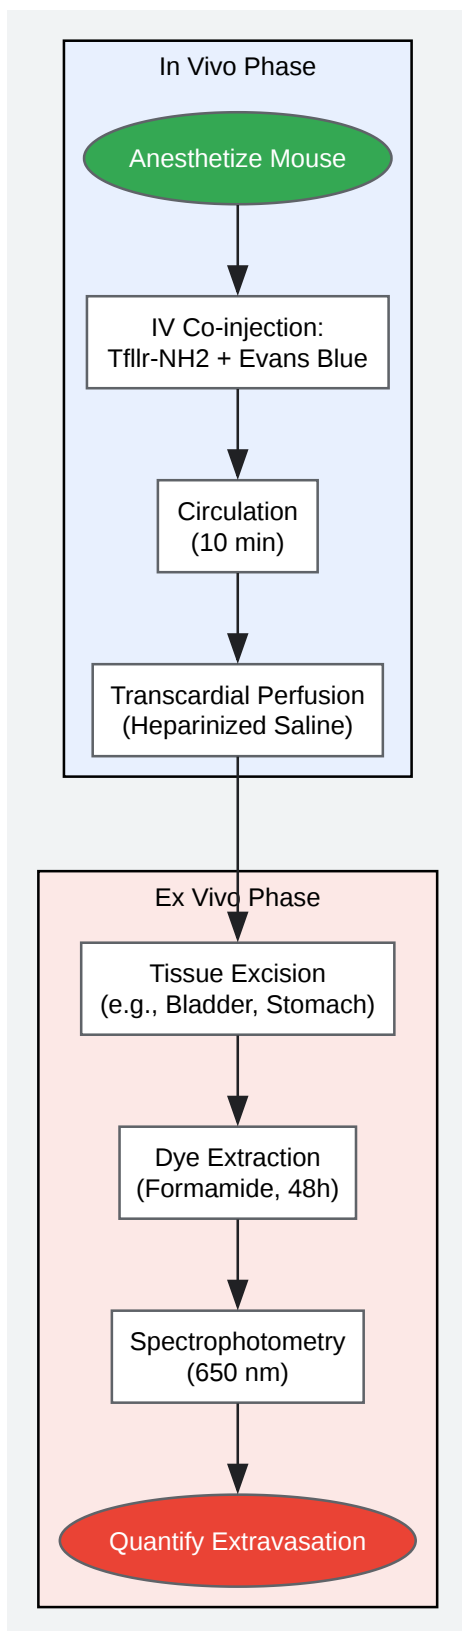 In Vivo Phase
Anesthetize Mouse
IV Co-injection:
Tfllr-NH2 + Evans Blue
Circulation
(10 min)
Transcardial Perfusion
(Heparinized Saline)
Ex Vivo Phase
Tissue Excision
(e.g., Bladder, Stomach)
Dye Extraction
(Formamide, 48h)
Spectrophotometry
(650 nm)
Quantify Extravasation